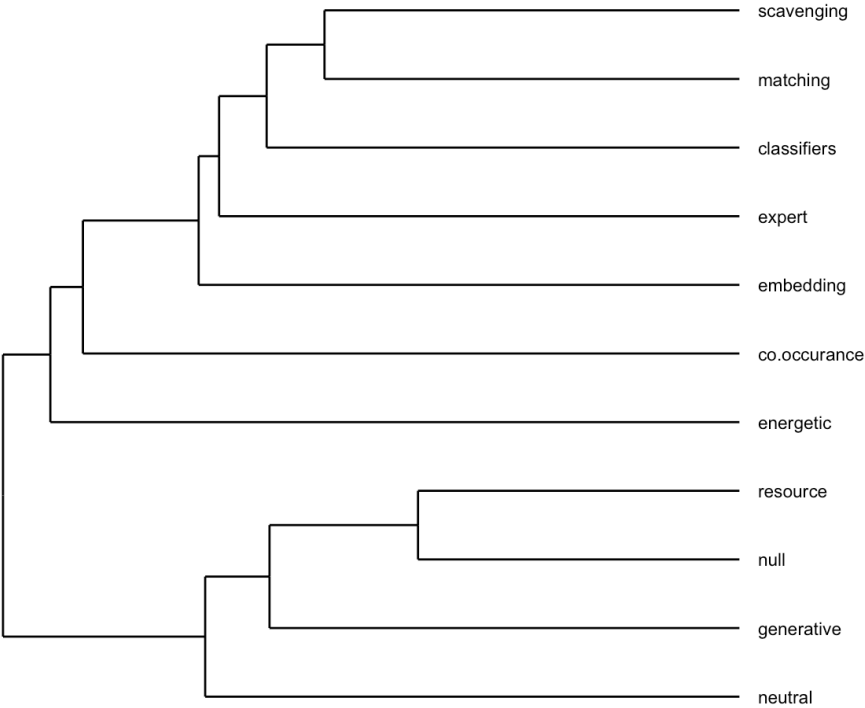 scavenging
matching
classifiers
expert
embedding
co.occurance
energetic
resource
null
generative
neutral